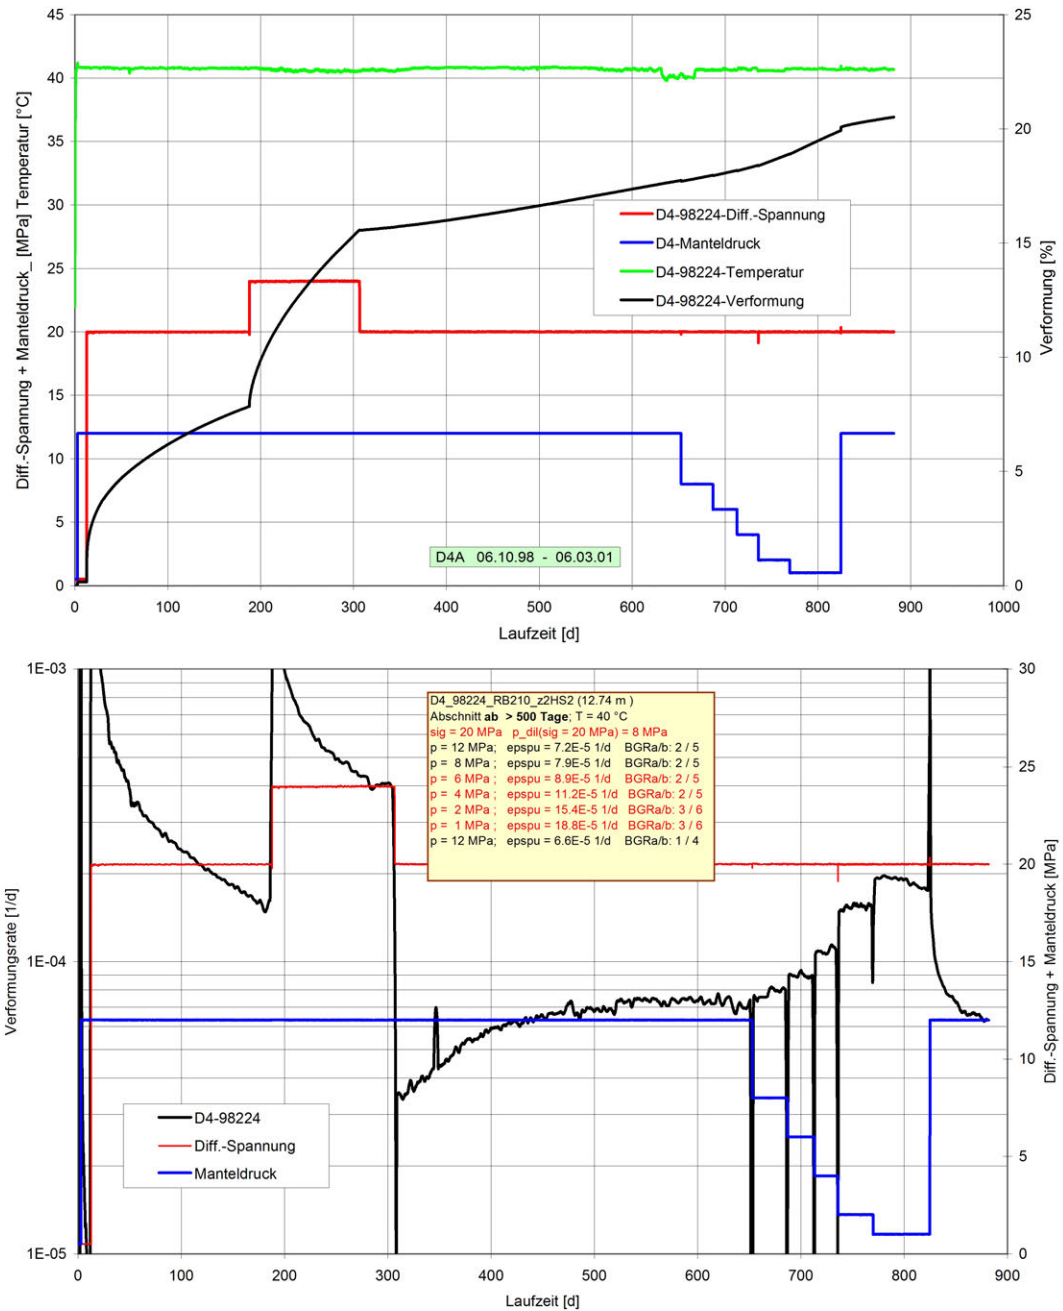 45
40
35
30
25
20
15
10
5
0
Diff.-Spannung + Manteldruck_ [MPa] Temperatur [°C]
25
20
15
10
5
0
Verformung [%]
D4-98224-Diff.-Spannung
D4-Manteldruck
D4-98224-Temperatur
D4-98224-Verformung
D4A 06.10.98 - 06.03.01
0 100 200 300 400 500 600 700 800 900 1000
Laufzeit [d]
1E-03
1E-04
1E-05
Verformungsrate [1/d]
30
25
20
15
10
5
0
Diff.-Spannung + Manteldruck [MPa]
D4_98224_RB210_z2HS2 (12.74 m )
Abschnitt ab > 500 Tage; T = 40 °C
sig = 20 MPa p_dil(sig = 20 MPa) = 8 MPa
p = 12 MPa; epspu = 7.2E-5 1/d BGRa/b: 2 / 5
p = 8 MPa ; epspu = 7.9E-5 1/d BGRa/b: 2 / 5
p = 6 MPa ; epspu = 8.9E-5 1/d BGRa/b: 2 / 5
p = 4 MPa ; epspu = 11.2E-5 1/d BGRa/b: 2 / 5
p = 2 MPa ; epspu = 15.4E-5 1/d BGRa/b: 3 / 6
p = 1 MPa ; epspu = 18.8E-5 1/d BGRa/b: 3 / 6
p = 12 MPa; epspu = 6.6E-5 1/d BGRa/b: 1 / 4
D4-98224
Diff.-Spannung
Manteldruck
0 100 200 300 400 500 600 700 800 900
Laufzeit [d]